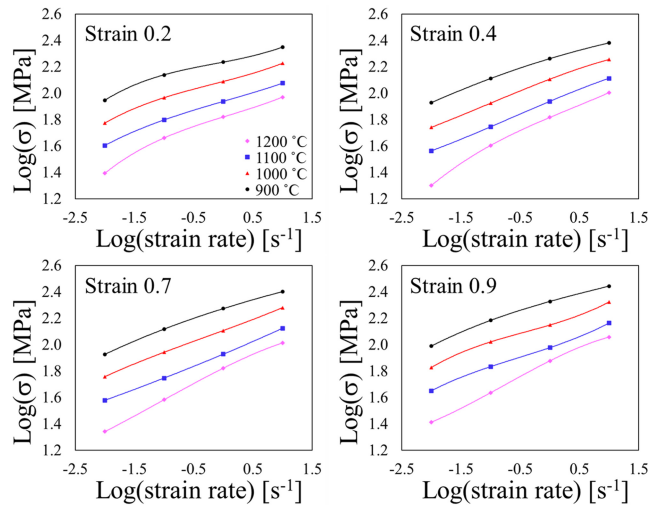 2.6
Strain 0.2
2.4
2.2
2.0
1.8
1.6
1.4
1.2
Log(σ) [MPa]
1200 ˚C
1100 ˚C
1000 ˚C
900 ˚C
-2.5 -1.5 -0.5 0.5 1.5
Log(strain rate) [s-1]
2.6
Strain 0.4
2.4
2.2
2.0
1.8
1.6
1.4
1.2
Log(σ) [MPa]
-2.5 -1.5 -0.5 0.5 1.5
Log(strain rate) [s-1]
2.6
Strain 0.7
2.4
2.2
2.0
1.8
1.6
1.4
1.2
Log(σ) [MPa]
-2.5 -1.5 -0.5 0.5 1.5
Log(strain rate) [s-1]
2.6
Strain 0.9
2.4
2.2
2.0
1.8
1.6
1.4
1.2
Log(σ) [MPa]
-2.5 -1.5 -0.5 0.5 1.5
Log(strain rate) [s-1]